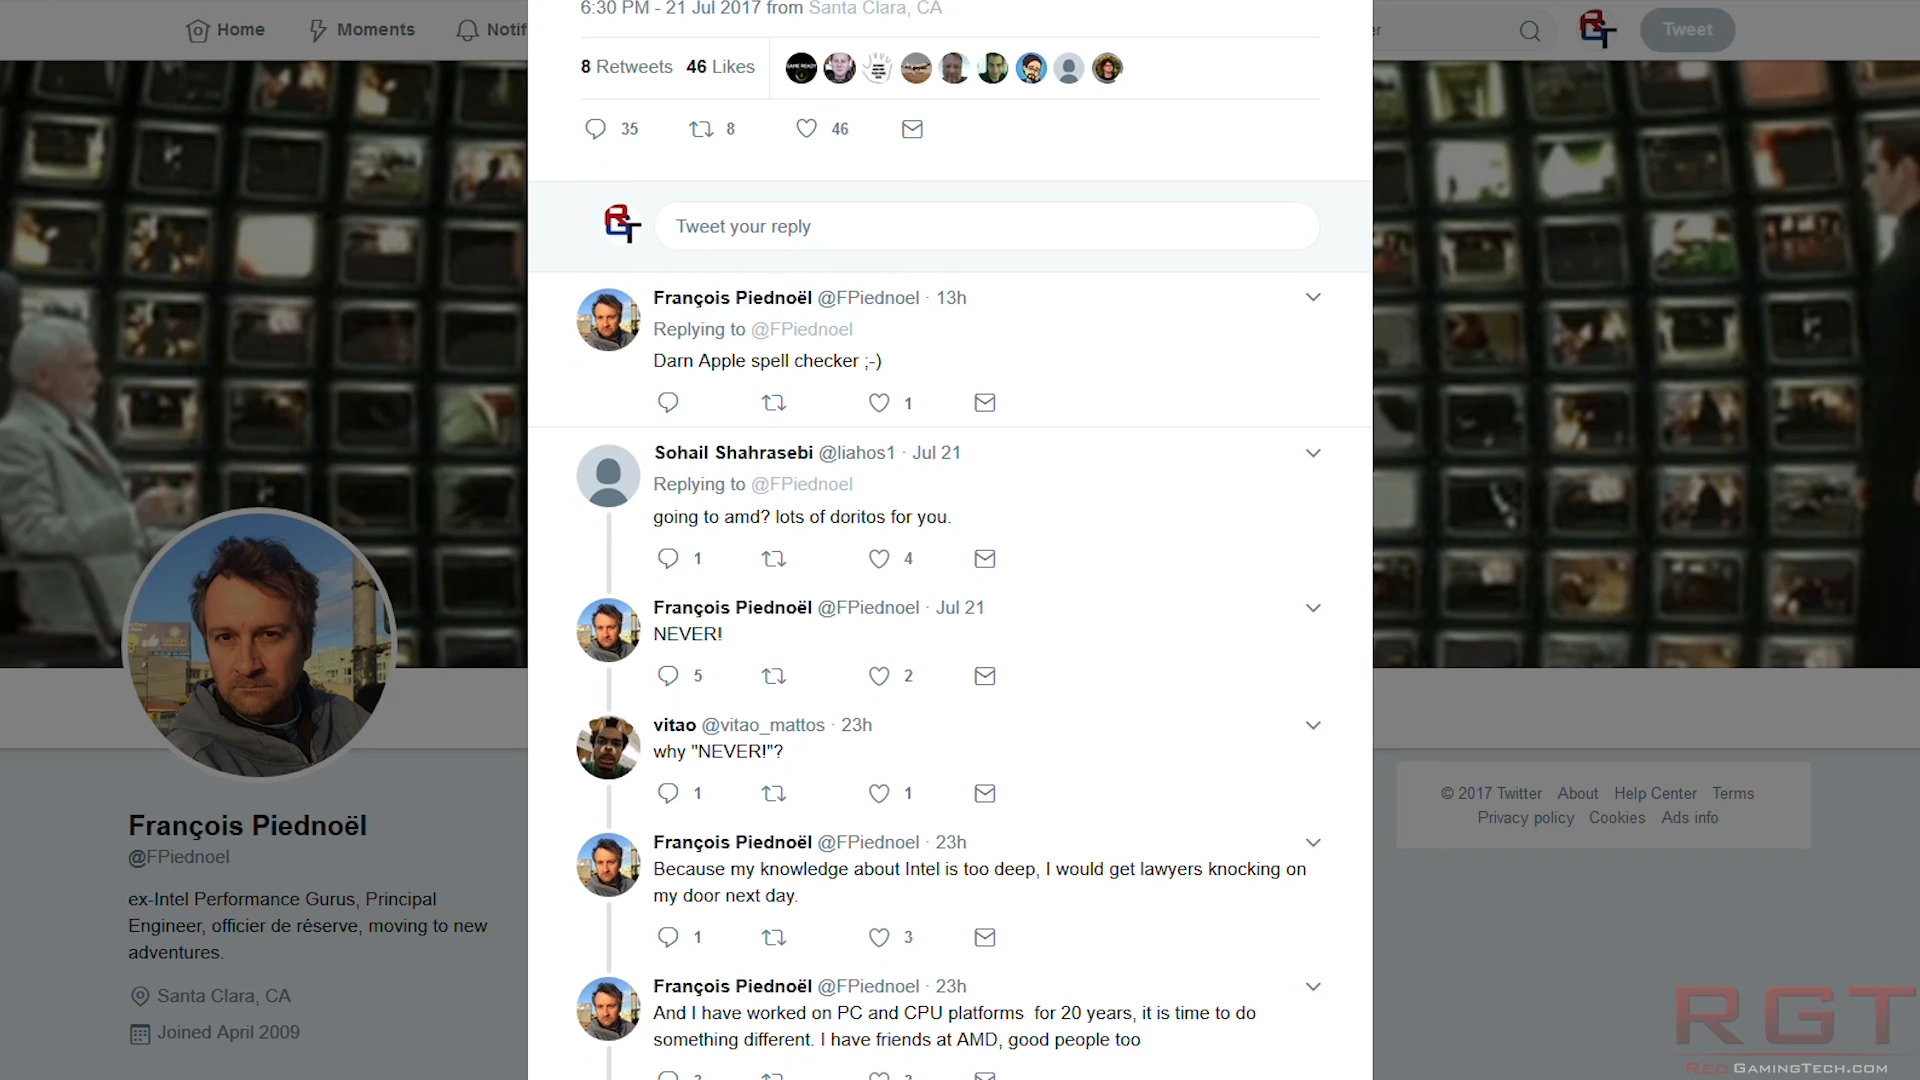 Home
Moments
Notif
er
Tweet
6:30 PM - 21 Jul 2017 from Santa Clara, CA
8 Retweets 46 Likes
35
8
46
Tweet your reply
François Piednoël @FPiednoel · 13h
Replying to @FPiednoel
Darn Apple spell checker ;-)
1
Sohail Shahrasebi @liahos1 · Jul 21
Replying to @FPiednoel
going to amd? lots of doritos for you.
1
4
François Piednoël @FPiednoel · Jul 21
NEVER!
5
2
vitao @vitao_mattos · 23h
why "NEVER!"?
1
1
François Piednoël @FPiednoel · 23h
Because my knowledge about Intel is too deep, I would get lawyers knocking on
my door next day.
1
3
François Piednoël @FPiednoel · 23h
And I have worked on PC and CPU platforms for 20 years, it is time to do
something different. I have friends at AMD, good people too
François Piednoël
@FPiednoel
ex-Intel Performance Gurus, Principal
Engineer, officier de réserve, moving to new
adventures.
Santa Clara, CA
Joined April 2009
© 2017 Twitter About Help Center Terms
Privacy policy Cookies Ads info
RGT
RED GAMINGTECH.COM